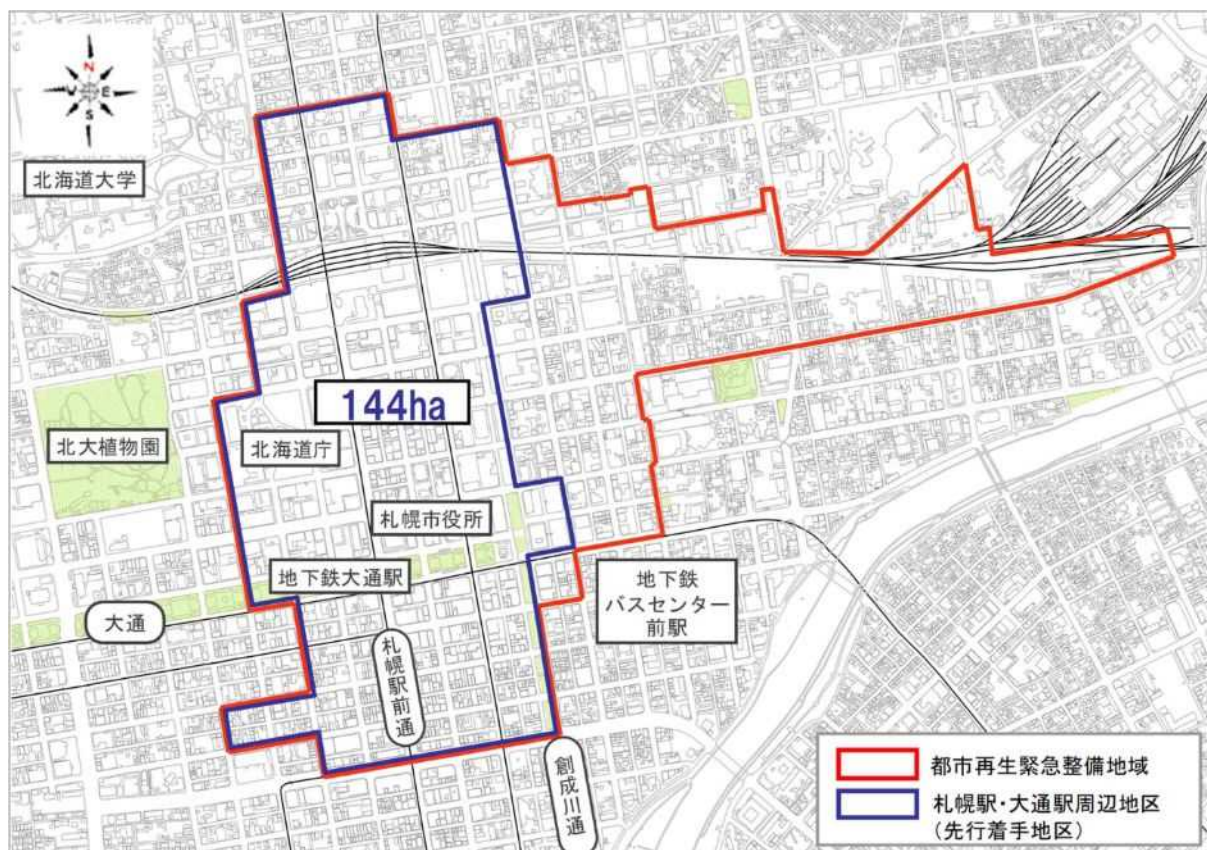 N
W E
S
北海道大学
144ha
北大植物園
北海道庁
札幌市役所
地下鉄大通駅
地下鉄
バスセンター
前駅
大通
札幌駅前通
創成川通
都市再生緊急整備地域
札幌駅・大通駅周辺地区
(先行着手地区)